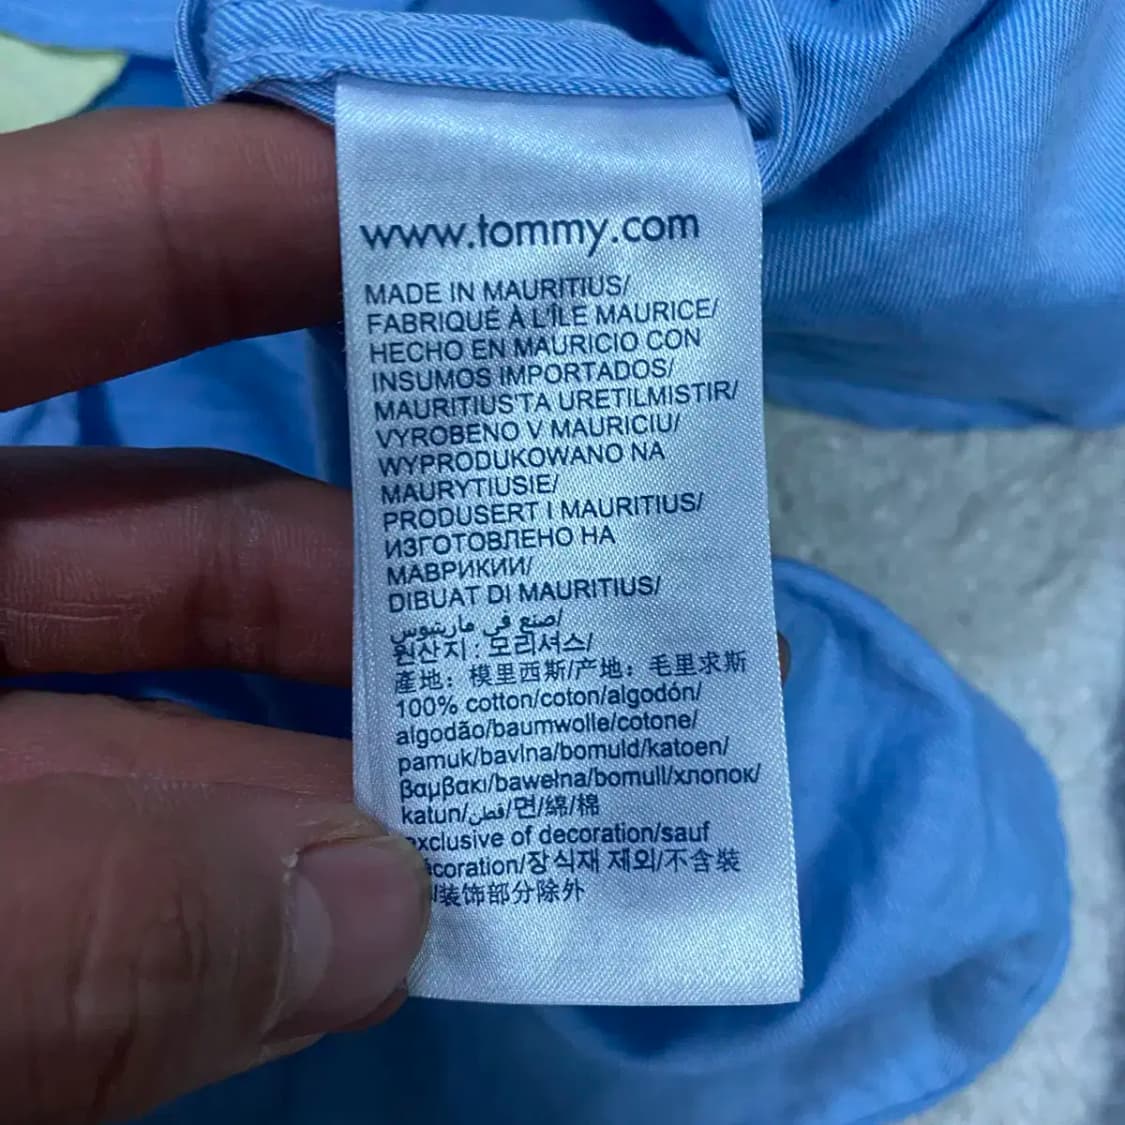 www.tommy.com
MADE IN MAURITIUS/
FABRIQUÉ À L'ÎLE MAURICE/
HECHO EN MAURICIO CON
INSUMOS IMPORTADOS/
MAURITIUS'TA URETILMISTIR/
VYROBENO V MAURICIU/
WYPRODUKOWANO NA
MAURYTIUSIE/
PRODUSERT I MAURITIUS/
ИЗГОТОВЛЕНО НА
МАВРИКИИ/
DIBUAT DI MAURITIUS/
صنع في ماريتيوس/
원산지 : 모리셔스/
產地：模里西斯/产地：毛里求斯
100% cotton/coton/algodón/
algodão/baumwolle/cotone/
pamuk/bavlna/bomuld/katoen/
βαμβακι/bawełna/bomull/хлопок/
katun/قطن/면/綿/棉
exclusive of decoration/sauf
décoration/장식재 제외/不含裝
/装饰部分除外